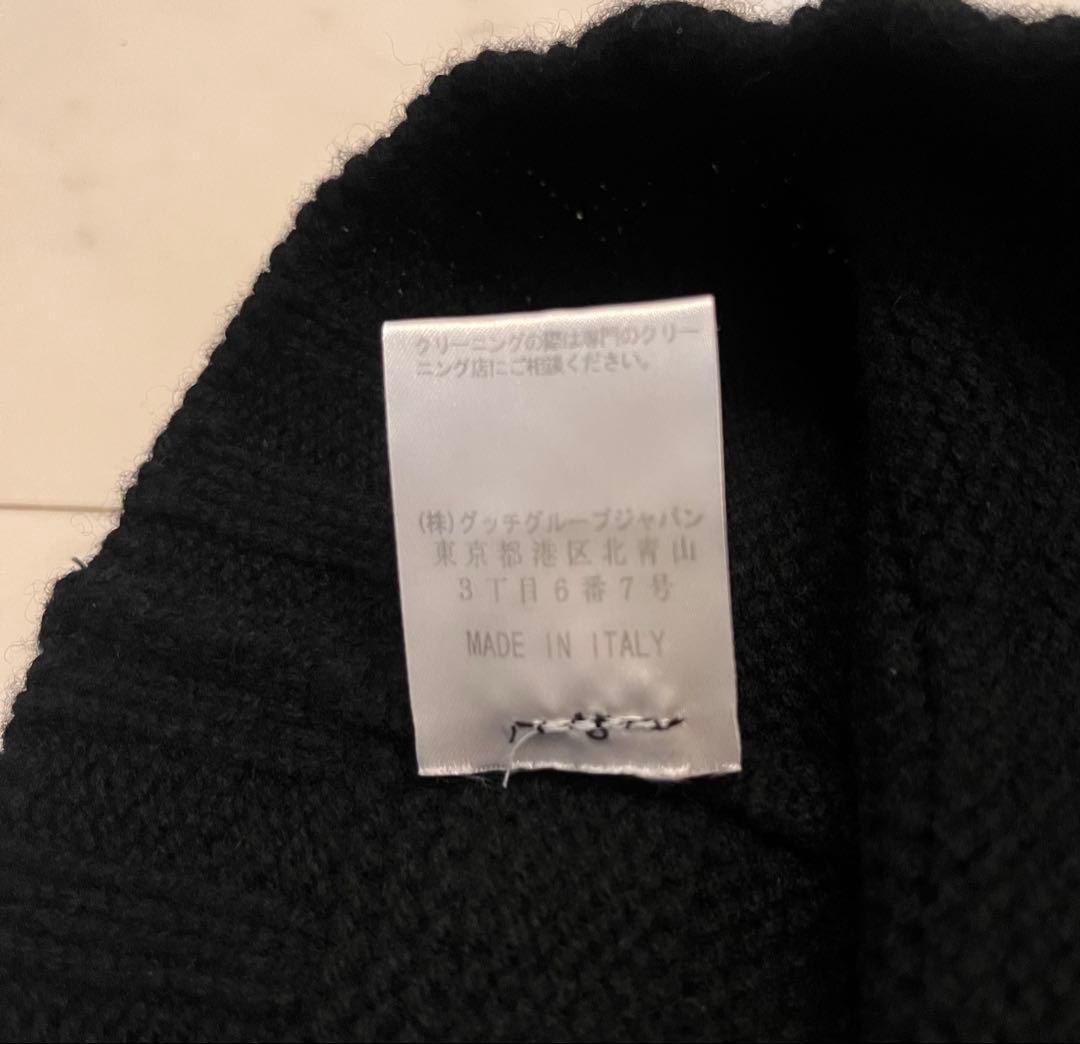 クリーニングの際は専門のクリー
ニング店にご相談ください。
(株)グッチグループジャパン
東京都港区北青山
3丁目6番7号
MADE IN ITALY